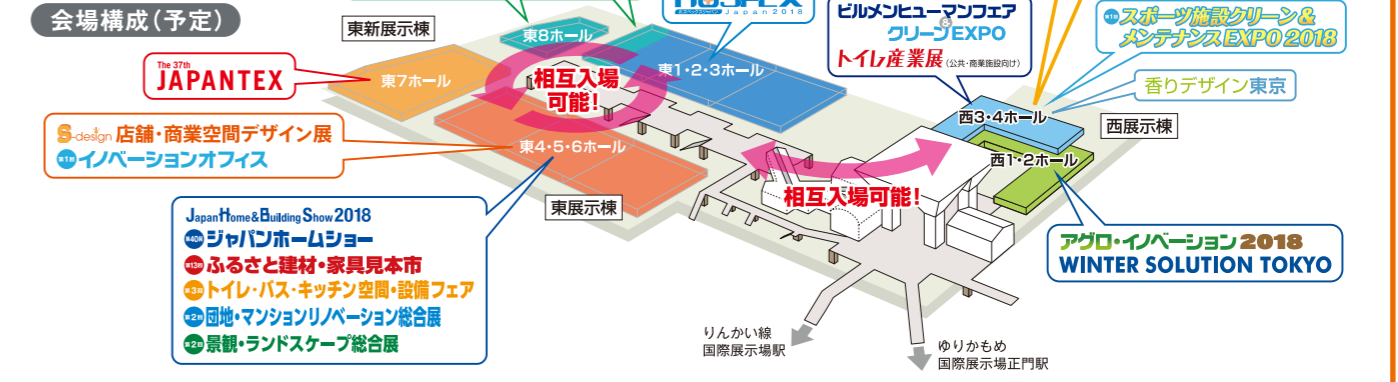 会場構成(予定)
東新展示棟
The 37th
JAPANTEX
東7ホール
東8ホール
相互入場
可能!
東1・2・3ホール
Japan 2018
ビルメンヒューマンフェア
&
クリーンEXPO
トイレ産業展(公共・商業施設向け)
第1回 スポーツ施設クリーン&
メンテナンスEXPO 2018
香りデザイン東京
西3・4ホール
西展示棟
西1・2ホール
S-design 店舗・商業空間デザイン展
第1回 イノベーションオフィス
東4・5・6ホール
東展示棟
相互入場可能!
Japan Home & Building Show 2018
第40回 ジャパンホームショー
第13回 ふるさと建材・家具見本市
第3回 トイレ・バス・キッチン空間・設備フェア
第2回 団地・マンションリノベーション総合展
第2回 景観・ランドスケープ総合展
アグロ・イノベーション 2018
WINTER SOLUTION TOKYO
りんかい線
国際展示場駅
ゆりかもめ
国際展示場正門駅